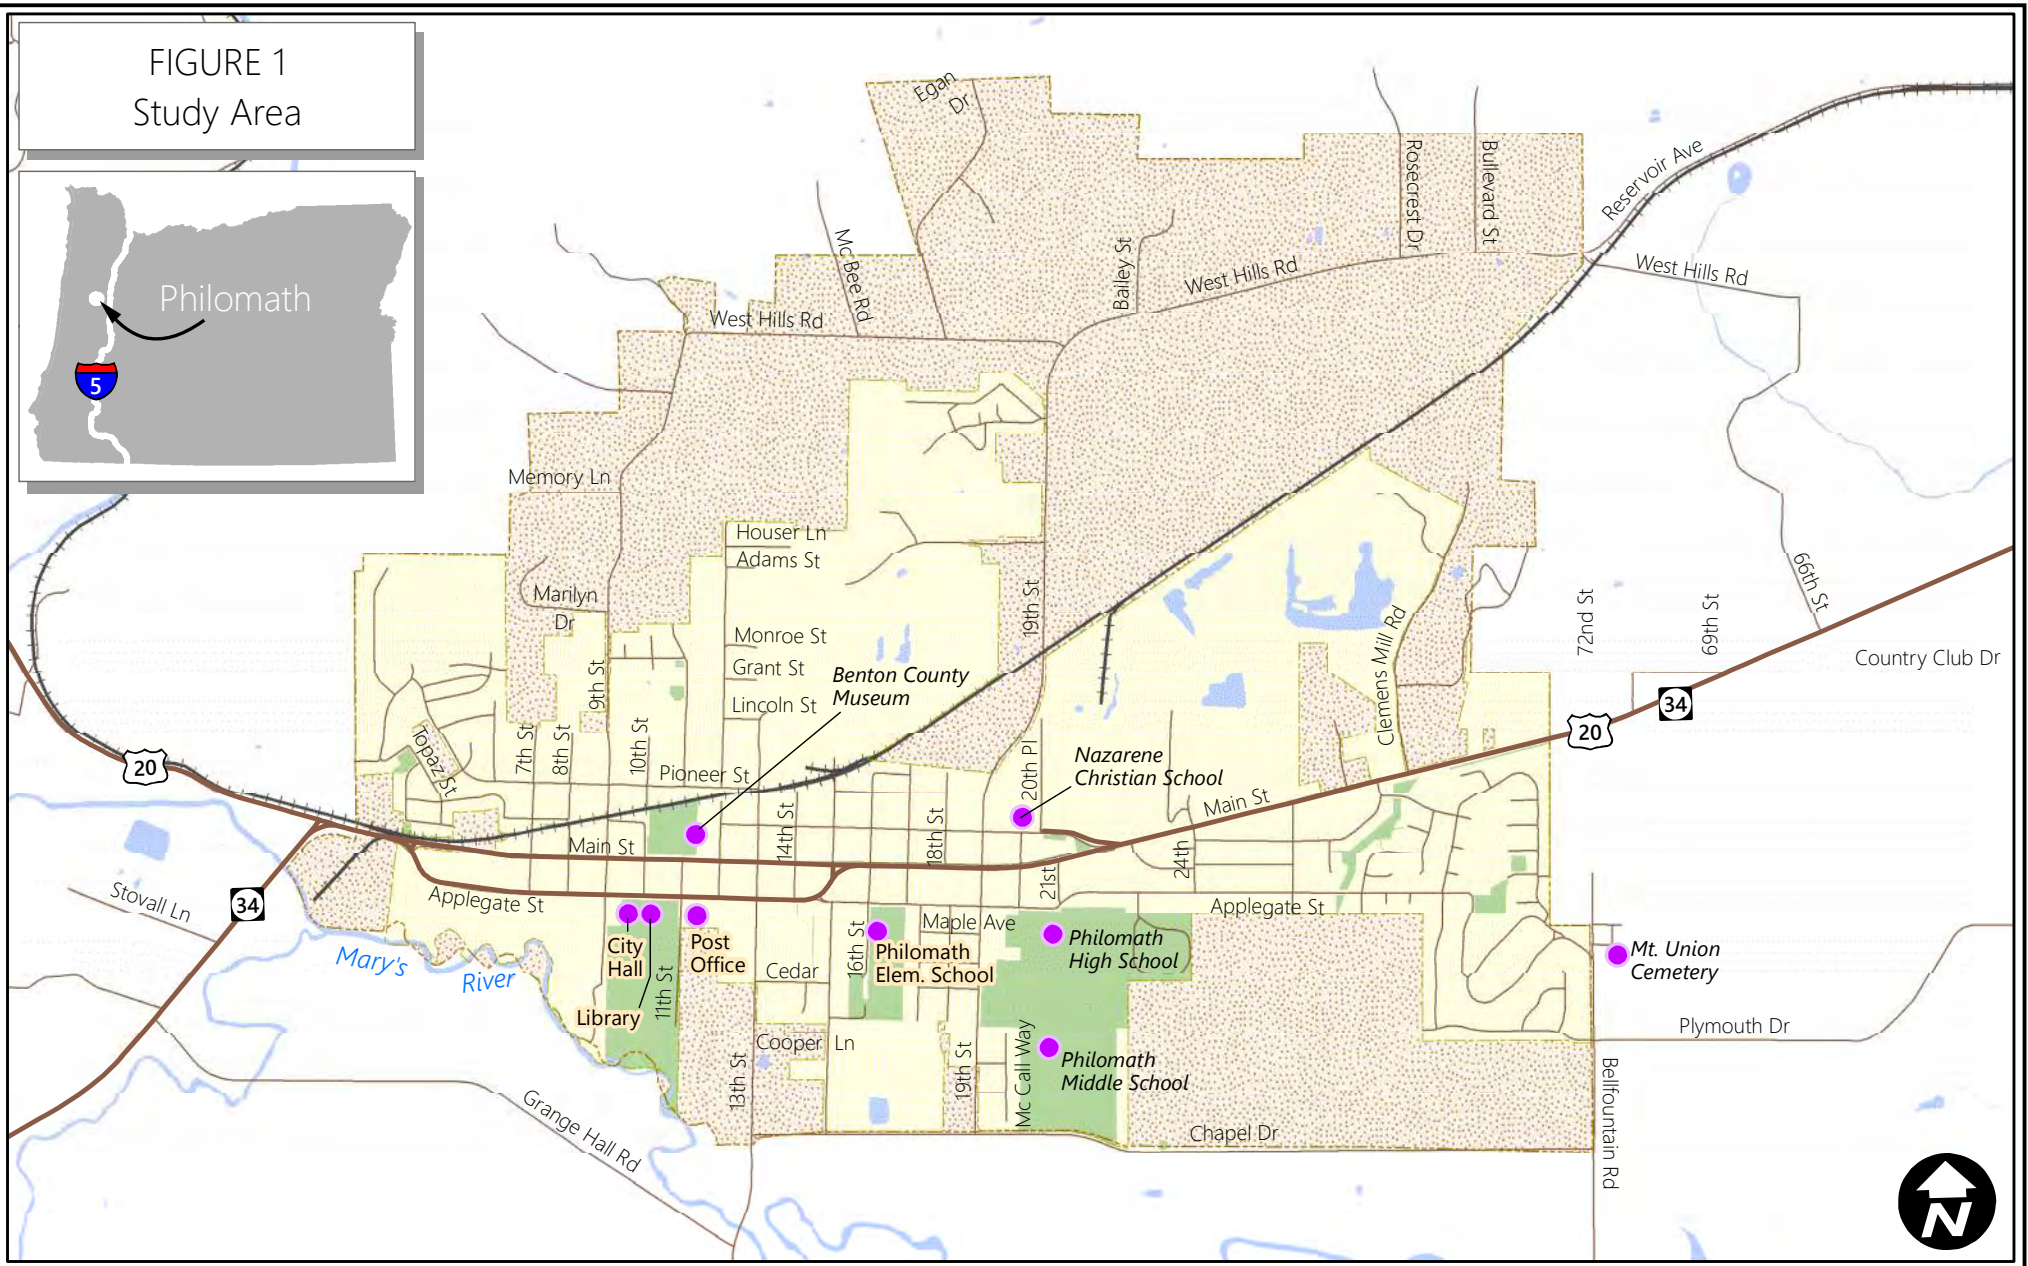 FIGURE 1
Study Area
Philomath
5
Egan
Dr
Rosecrest Dr
Bullevard St
Reservoir Ave
Mc Bee Rd
Bailey St
West Hills Rd
West Hills Rd
West Hills Rd
Memory Ln
Houser Ln
Adams St
Marilyn
Dr
19th St
Clemens Mill Rd
72nd St
69th St
66th St
Country Club Dr
Monroe St
Grant St
Lincoln St
9th St
Benton County
Museum
34
20
Topaz St
7th St
8th St
10th St
Pioneer St
20th Pl
Nazarene
Christian School
20
Main St
Main St
14th St
18th St
24th
21st
Stovall Ln
34
Applegate St
Applegate St
Mary's
River
City
Hall
Library
11th St
Post
Office
Cedar
16th St
Maple Ave
Philomath
Elem. School
Philomath
High School
Mt. Union
Cemetery
Cooper Ln
13th St
19th St
Mc Call Way
Philomath
Middle School
Plymouth Dr
Grange Hall Rd
Chapel Dr
Bellfountain Rd
N